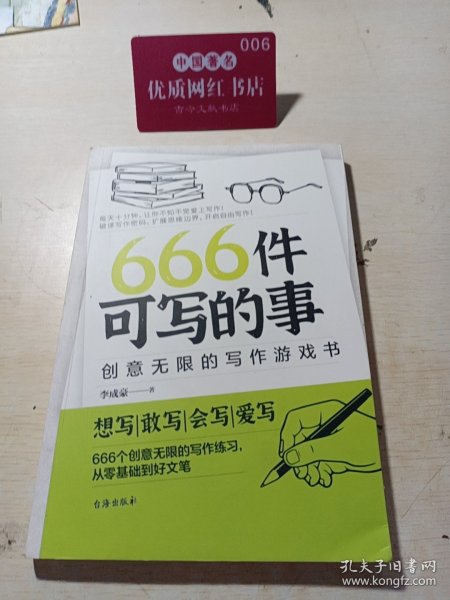 006
中国著名
优质网红书店
古今文献书店
每天十分钟，让你不知不觉爱上写作！
破译写作密码，扩展思维边界，开启自由写作！
666件
可写的事
创意无限的写作游戏书
李成豪——著
想写|敢写|会写|爱写
666个创意无限的写作练习，
从零基础到好文笔
台海出版社
孔夫子旧书网
www.kongfz.com